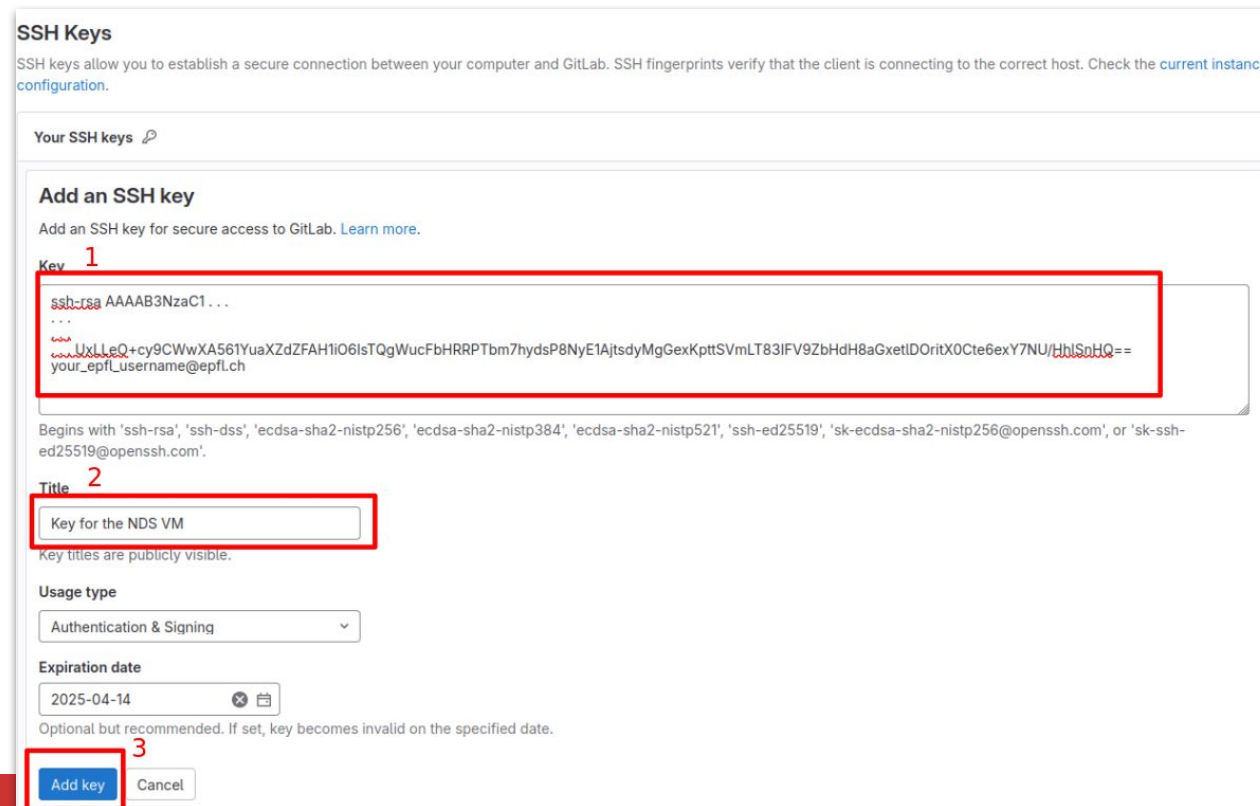 SSH Keys
SSH keys allow you to establish a secure connection between your computer and GitLab. SSH fingerprints verify that the client is connecting to the correct host. Check the current instanc
configuration.
Your SSH keys
Add an SSH key
Add an SSH key for secure access to GitLab. Learn more.
Key 1
ssh-rsa AAAAB3NzaC1 . . .
. . .
. . .
. . . UxLLeQ+cy9CWwXA561YuaXZdZFAH1iO6IsTQgWucFbHRRPTbm7hydsP8NyE1AjtsdyMgGexKpttSVmLT83IFV9ZbHdH8aGxetlDOritX0Cte6exY7NU/HhlSnHQ==
your_epfl_username@epfl.ch
Begins with 'ssh-rsa', 'ssh-dss', 'ecdsa-sha2-nistp256', 'ecdsa-sha2-nistp384', 'ecdsa-sha2-nistp521', 'ssh-ed25519', 'sk-ecdsa-sha2-nistp256@openssh.com', or 'sk-ssh-
ed25519@openssh.com'.
Title 2
Key for the NDS VM
Key titles are publicly visible.
Usage type
Authentication & Signing
Expiration date
2025-04-14
Optional but recommended. If set, key becomes invalid on the specified date.
3
Add key Cancel